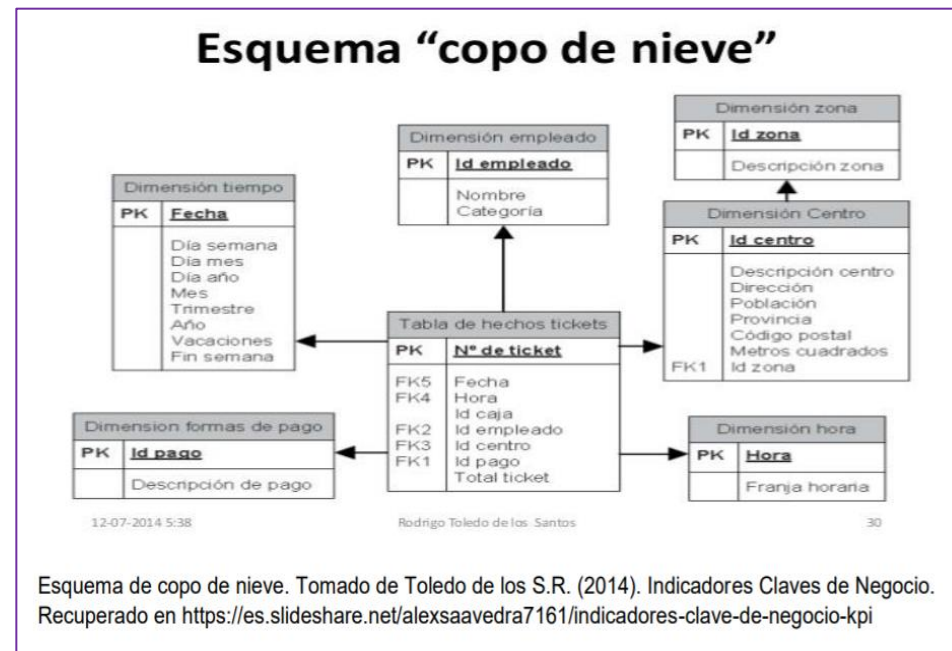 Esquema “copo de nieve”
Dimensión zona
PK Id zona
Descripción zona
Dimensión empleado
PK Id empleado
Nombre
Categoría
Dimensión tiempo
PK Fecha
Día semana
Día mes
Día año
Mes
Trimestre
Año
Vacaciones
Fin semana
Dimensión Centro
PK Id centro
Descripción centro
Dirección
Población
Provincia
Código postal
Metros cuadrados
FK1 Id zona
Tabla de hechos tickets
PK Nº de ticket
FK5 Fecha
FK4 Hora
Id caja
FK2 Id empleado
FK3 Id centro
FK1 Id pago
Total ticket
Dimension formas de pago
PK Id pago
Descripción de pago
Dimensión hora
PK Hora
Franja horaria
12-07-2014 5:38 Rodrigo Toledo de los Santos 30
Esquema de copo de nieve. Tomado de Toledo de los S.R. (2014). Indicadores Claves de Negocio.
Recuperado en https://es.slideshare.net/alexsaavedra7161/indicadores-clave-de-negocio-kpi